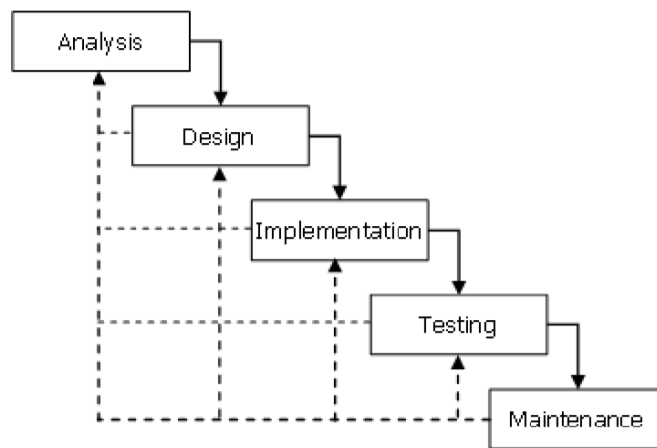 Analysis
Design
Implementation
Testing
Maintenance